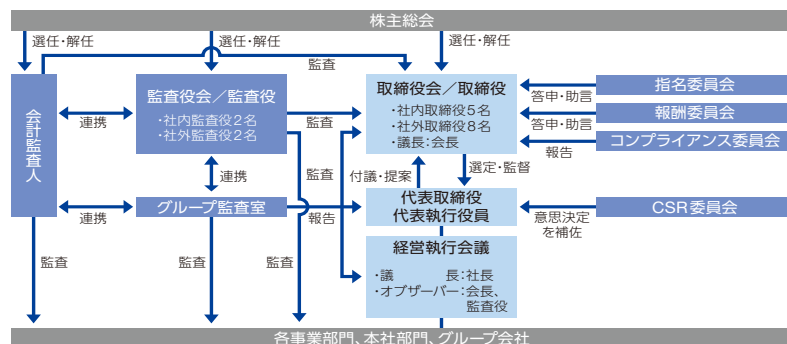 株主総会
選任・解任
選任・解任
選任・解任
監査
会計監査人
連携
監査役会／監査役
・社内監査役2名
・社外監査役2名
監査
取締役会／取締役
・社内取締役5名
・社外取締役8名
・議長：会長
答申・助言
指名委員会
答申・助言
報酬委員会
報告
コンプライアンス委員会
連携
監査
付議・提案
選定・監督
連携
グループ監査室
報告
代表取締役
代表執行役員
意思決定
を補佐
CSR委員会
経営執行会議
・議　　　長：社長
・オブザーバー：会長、
監査役
監査
監査
監査
各事業部門、本社部門、グループ会社